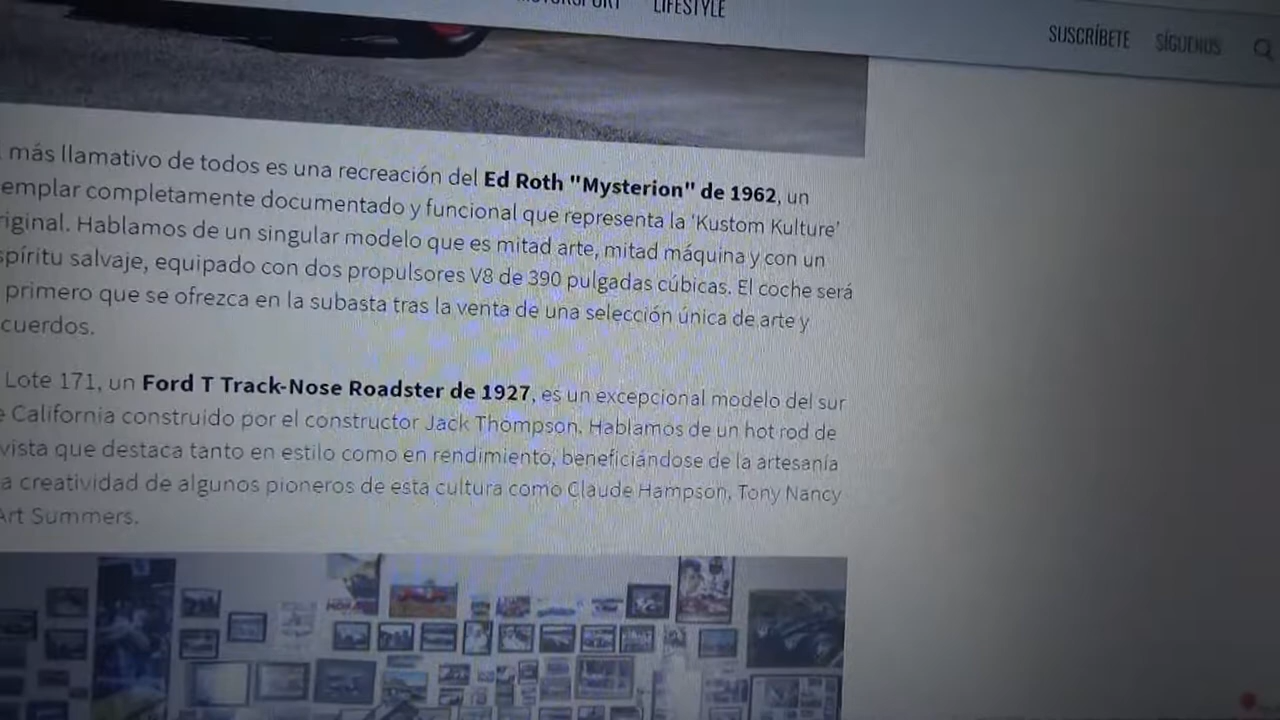 LIFESTYLE
SUSCRÍBETE SÍGUENOS
más llamativo de todos es una recreación del Ed Roth "Mysterion" de 1962, un
emplar completamente documentado y funcional que representa la 'Kustom Kulture'
riginal. Hablamos de un singular modelo que es mitad arte, mitad máquina y con un
spíritu salvaje, equipado con dos propulsores V8 de 390 pulgadas cúbicas. El coche será
primero que se ofrezca en la subasta tras la venta de una selección única de arte y
cuerdos.
Lote 171, un Ford T Track-Nose Roadster de 1927, es un excepcional modelo del sur
e California construido por el constructor Jack Thompson. Hablamos de un hot rod de
vista que destaca tanto en estilo como en rendimiento, beneficiándose de la artesanía
a creatividad de algunos pioneros de esta cultura como Claude Hampson, Tony Nancy
Art Summers.